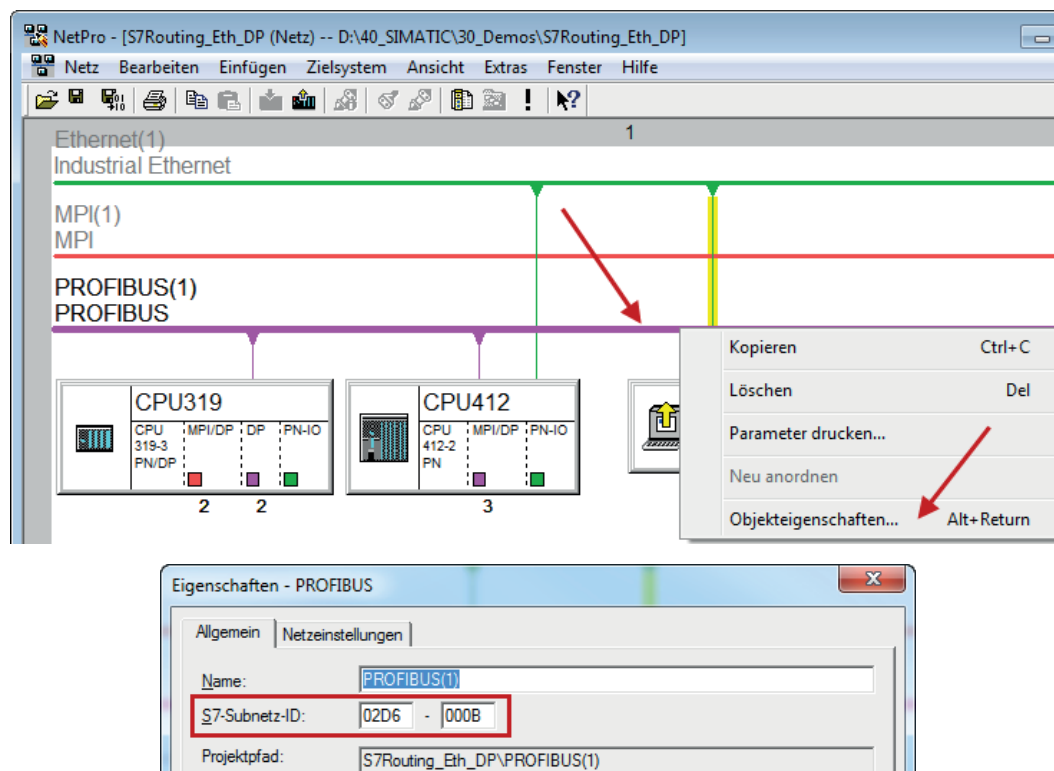 NetPro - [S7Routing_Eth_DP (Netz) -- D:\40_SIMATIC\30_Demos\S7Routing_Eth_DP]
Netz Bearbeiten Einfügen Zielsystem Ansicht Extras Fenster Hilfe
1
Ethernet(1)
Industrial Ethernet
MPI(1)
MPI
PROFIBUS(1)
PROFIBUS
CPU319
CPU 319-3 PN/DP
MPI/DP
DP
PN-IO
2 2
CPU412
CPU 412-2 PN
MPI/DP
PN-IO
3
Kopieren Ctrl+C
Löschen Del
Parameter drucken...
Neu anordnen
Objekteigenschaften... Alt+Return
Eigenschaften - PROFIBUS
Allgemein Netzeinstellungen
Name: PROFIBUS(1)
S7-Subnetz-ID: 02D6 - 000B
Projektpfad: S7Routing_Eth_DP\PROFIBUS(1)